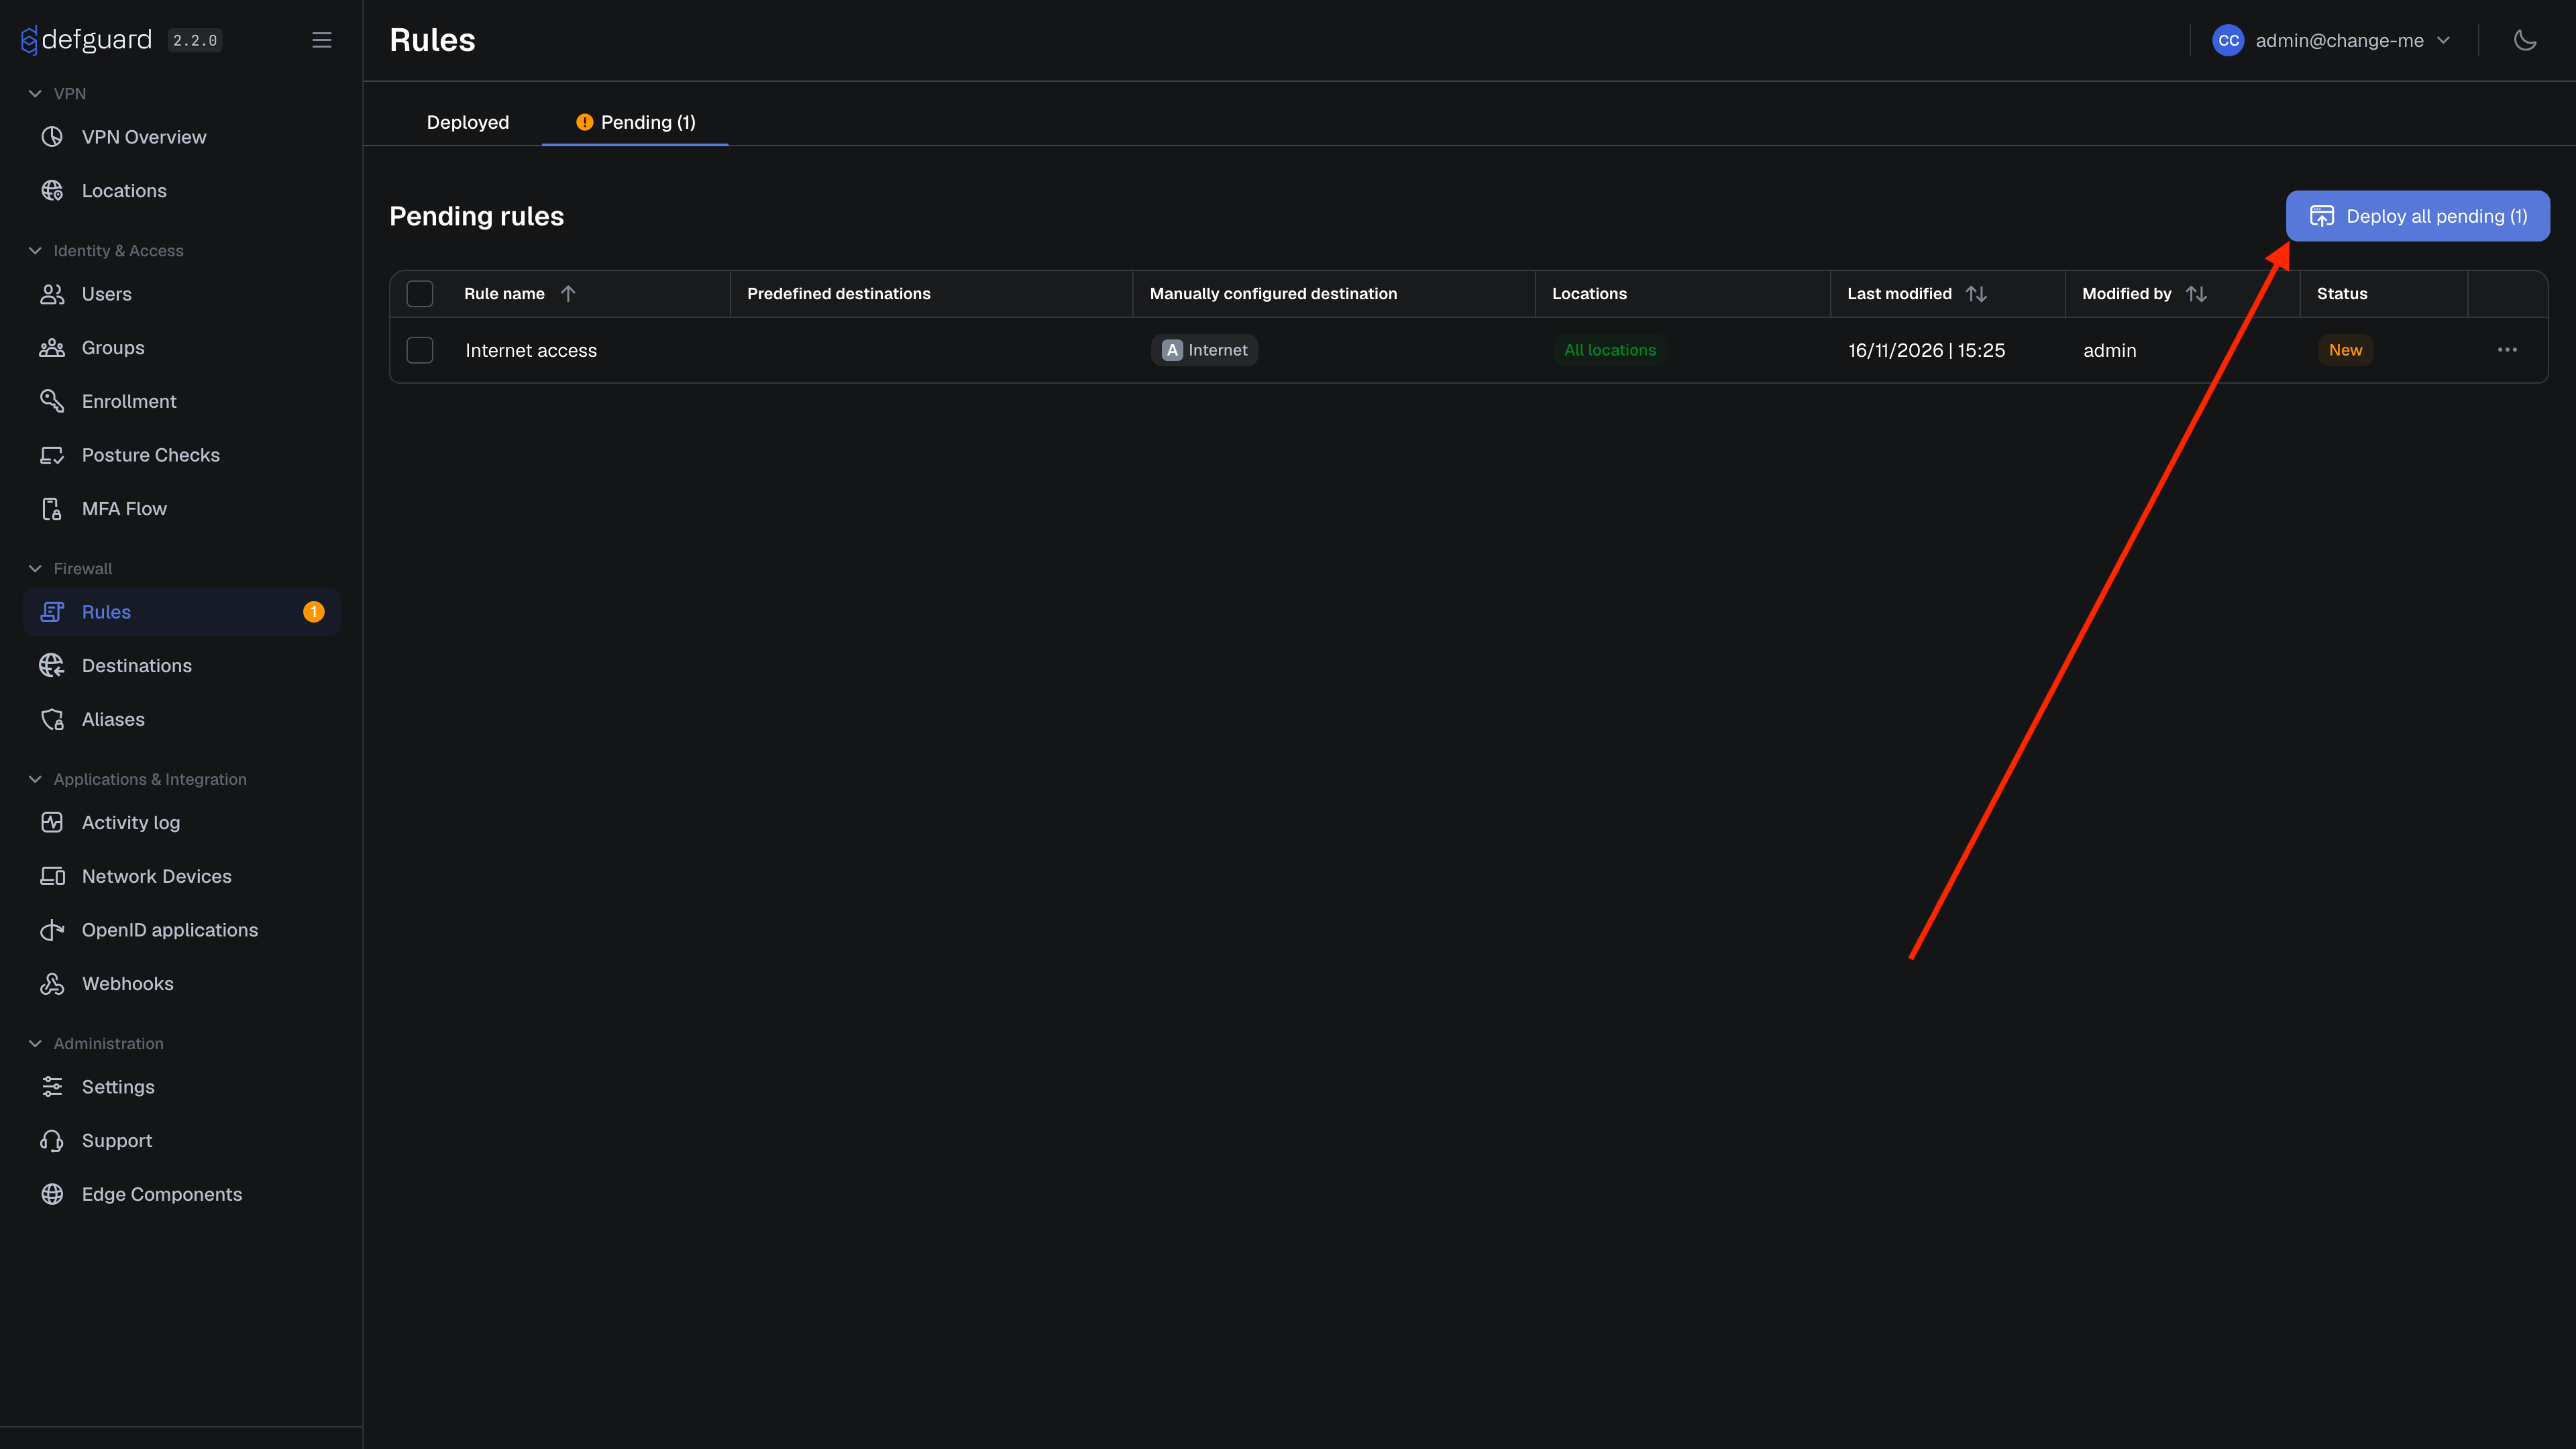 defguard 2.2.0
Rules
CC admin@change-me
VPN
VPN Overview
Locations
Identity & Access
Users
Groups
Enrollment
Posture Checks
MFA Flow
Firewall
Rules 1
Destinations
Aliases
Applications & Integration
Activity log
Network Devices
OpenID applications
Webhooks
Administration
Settings
Support
Edge Components
Deployed ! Pending (1)
Pending rules
Deploy all pending (1)
Rule name Predefined destinations Manually configured destination Locations Last modified Modified by Status
Internet access A Internet All locations 16/11/2026 | 15:25 admin New